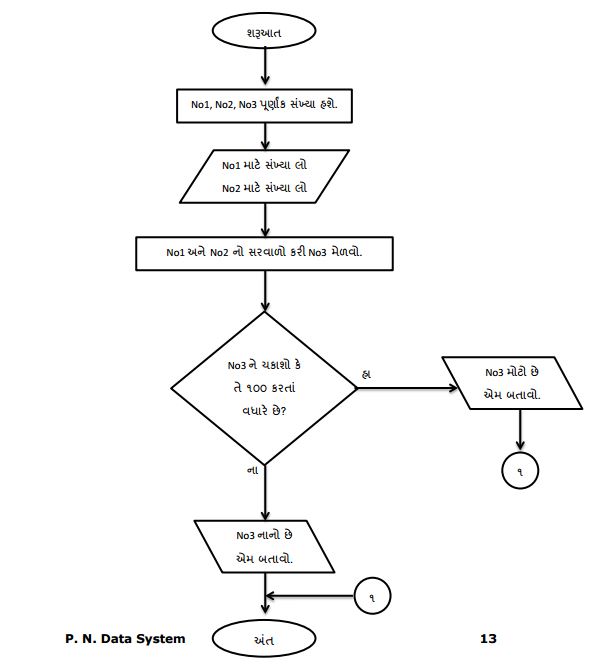 શરૂઆત
No1, No2, No3 પૂર્ણાંક સંખ્યા હશે.
No1 માટે સંખ્યા લો
No2 માટે સંખ્યા લો
No1 અને No2 નો સરવાળો કરી No3 મેળવો.
No3 ને ચકાશો કે
તે ૧૦૦ કરતાં
વધારે છે?
હા
No3 મોટો છે
એમ બતાવો.
૧
ના
No3 નાનો છે
એમ બતાવો.
૧
અંત
P. N. Data System 13